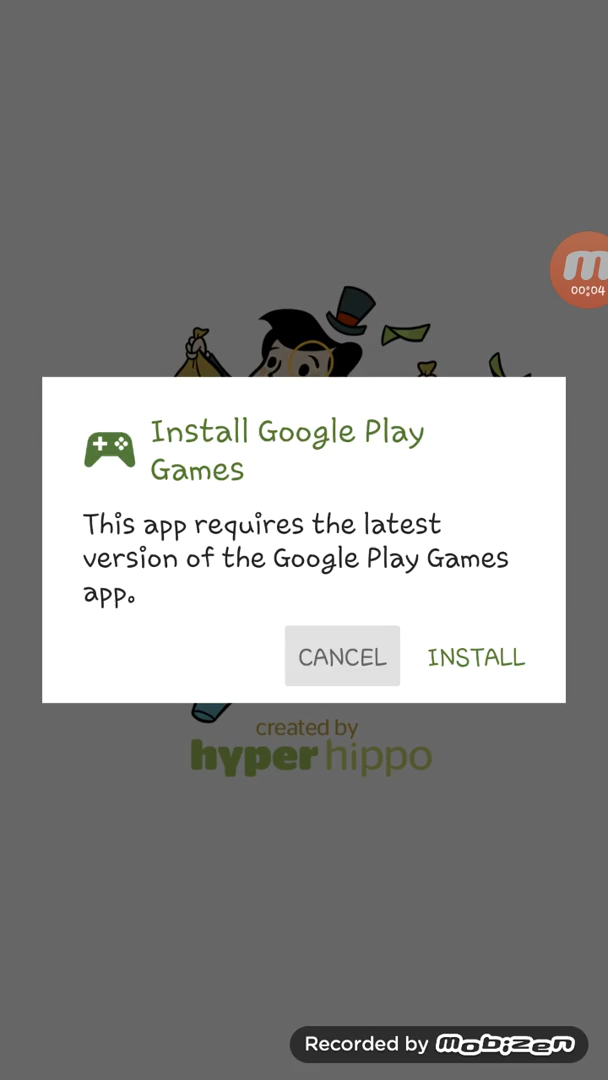 00:04
Install Google Play
Games
This app requires the latest
version of the Google Play Games
app.
CANCEL INSTALL
created by
hyper hippo
Recorded by mobizen